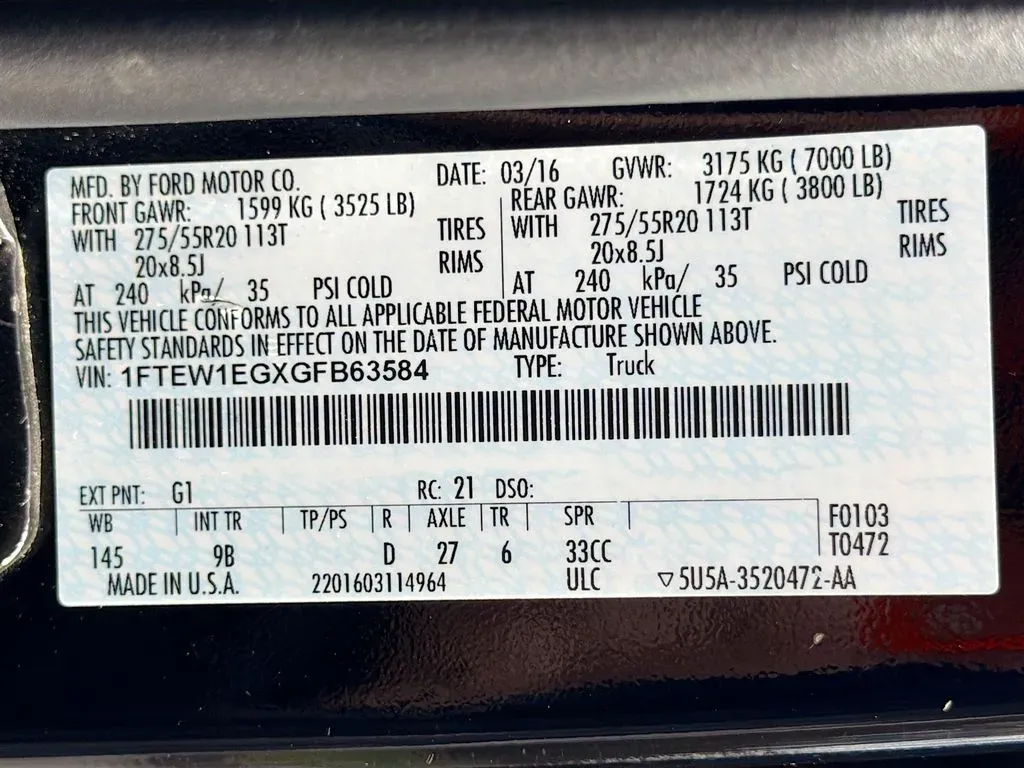 MFD. BY FORD MOTOR CO. DATE: 03/16 GVWR: 3175 KG ( 7000 LB)
FRONT GAWR: 1599 KG ( 3525 LB) REAR GAWR: 1724 KG ( 3800 LB)
WITH 275/55R20 113T TIRES WITH 275/55R20 113T TIRES
20x8.5J RIMS 20x8.5J RIMS
AT 240 kPa/ 35 PSI COLD AT 240 kPa/ 35 PSI COLD
THIS VEHICLE CONFORMS TO ALL APPLICABLE FEDERAL MOTOR VEHICLE
SAFETY STANDARDS IN EFFECT ON THE DATE OF MANUFACTURE SHOWN ABOVE.
VIN: 1FTEW1EGXGFB63584 TYPE: Truck
EXT PNT: G1 RC: 21 DSO:
WB INT TR TP/PS R AXLE TR SPR F0103
145 9B D 27 6 33CC T0472
MADE IN U.S.A. 2201603114964 ULC ▽5U5A-3520472-AA